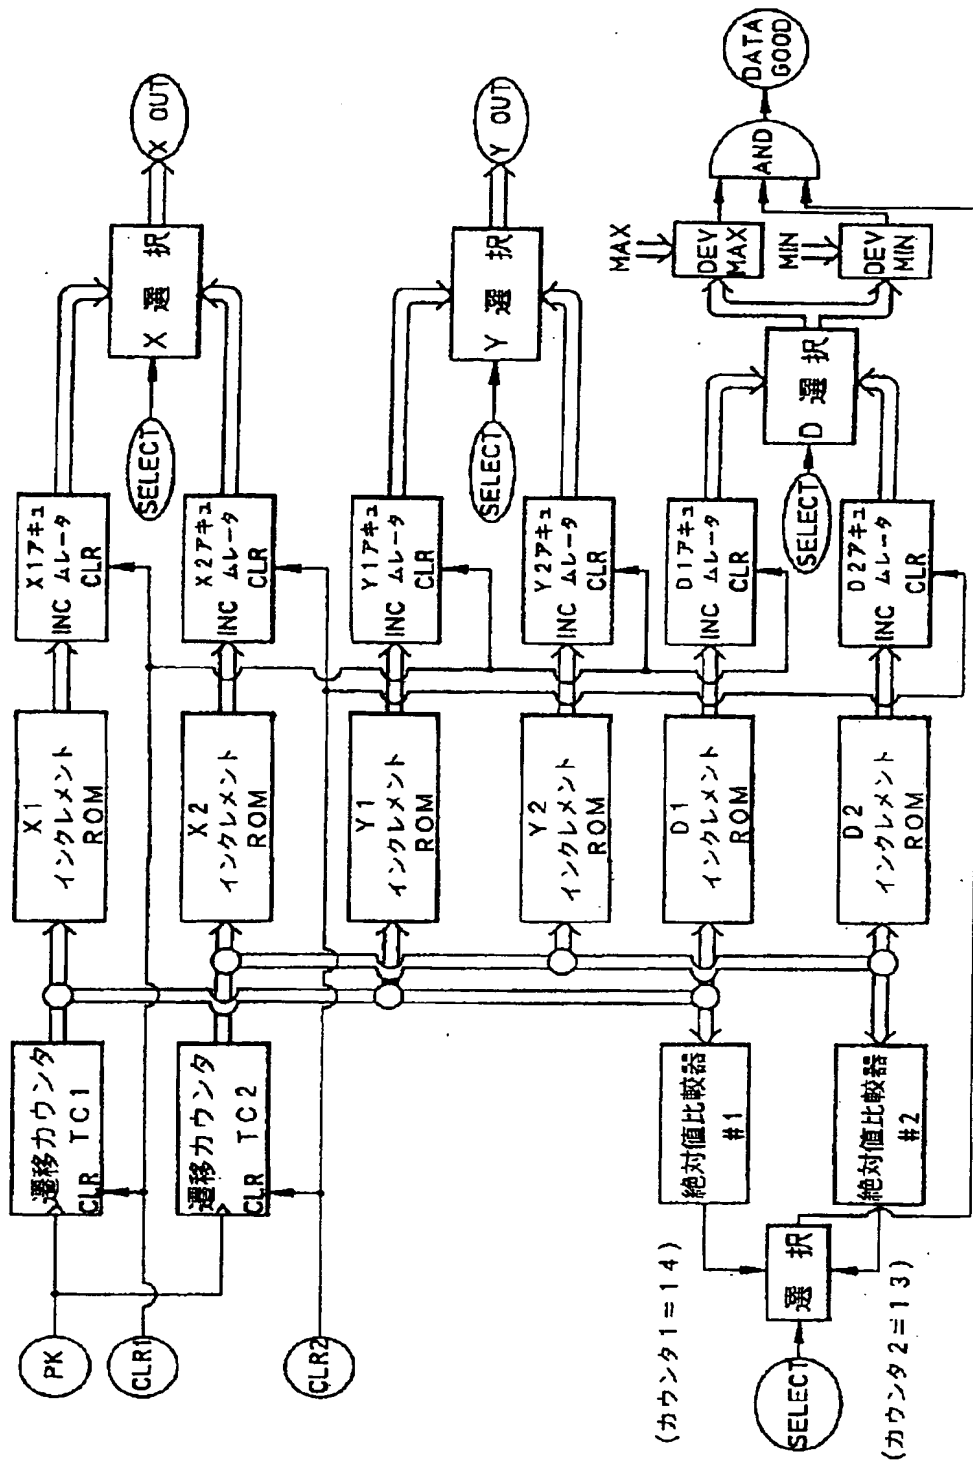 PK
CLR1
CLR2
遷移カウンタ
TC1
CLR
遷移カウンタ
TC2
CLR
X1
インクレメント
ROM
X2
インクレメント
ROM
Y1
インクレメント
ROM
Y2
インクレメント
ROM
D1
インクレメント
ROM
D2
インクレメント
ROM
X1アキュ
INC ムレータ
CLR
X2アキュ
INC ムレータ
CLR
Y1アキュ
INC ムレータ
CLR
Y2アキュ
INC ムレータ
CLR
D1アキュ
INC ムレータ
CLR
D2アキュ
INC ムレータ
CLR
SELECT
X 選択
X OUT
SELECT
Y 選択
Y OUT
SELECT
D 選択
MAX
DEV
MAX
MIN
DEV
MIN
AND
DATA
GOOD
絶対値比較器
#1
絶対値比較器
#2
(カウンタ1=14)
選択
SELECT
(カウンタ2=13)